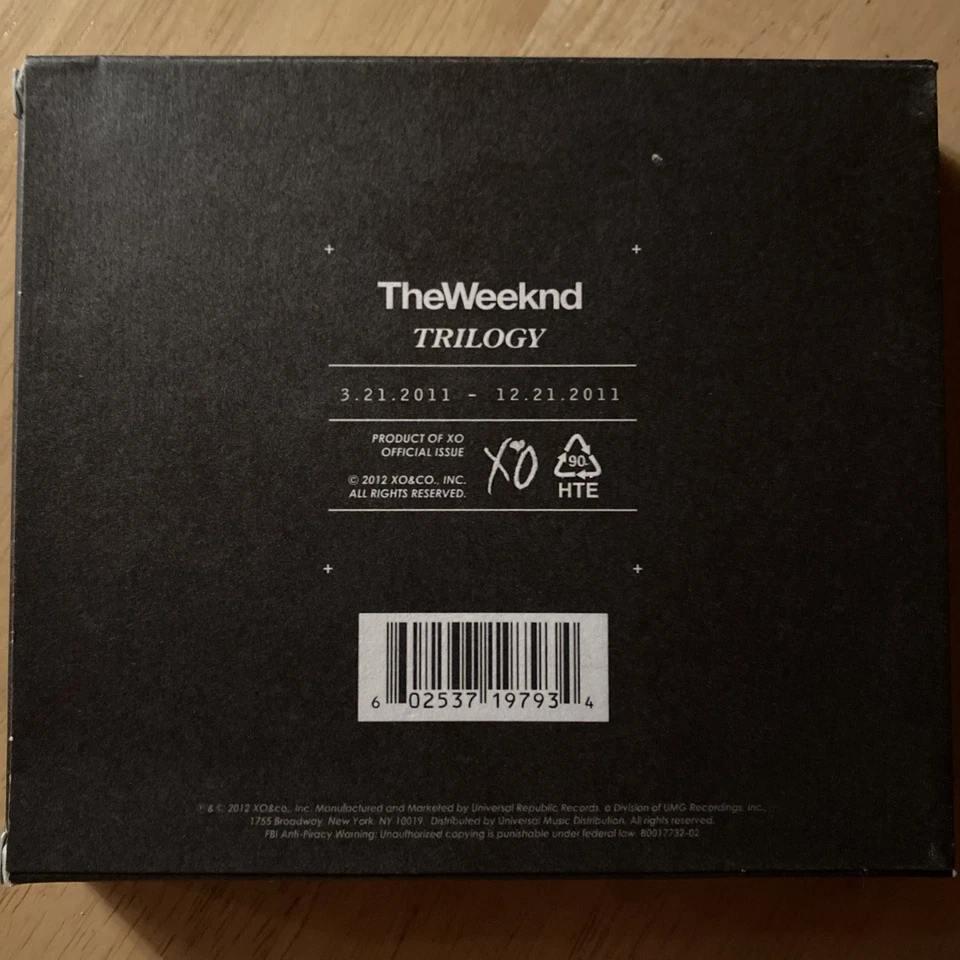 TheWeeknd
TRILOGY
3.21.2011 - 12.21.2011
PRODUCT OF XO
OFFICIAL ISSUE
© 2012 XO&CO., INC.
ALL RIGHTS RESERVED.
XO
90
HTE
6 02537 19793 4
℗ & © 2012 XO&co., Inc. Manufactured and Marketed by Universal Republic Records, a Division of UMG Recordings, Inc.,
1755 Broadway, New York, NY 10019. Distributed by Universal Music Distribution. All rights reserved.
FBI Anti-Piracy Warning: Unauthorized copying is punishable under federal law. B0017732-02